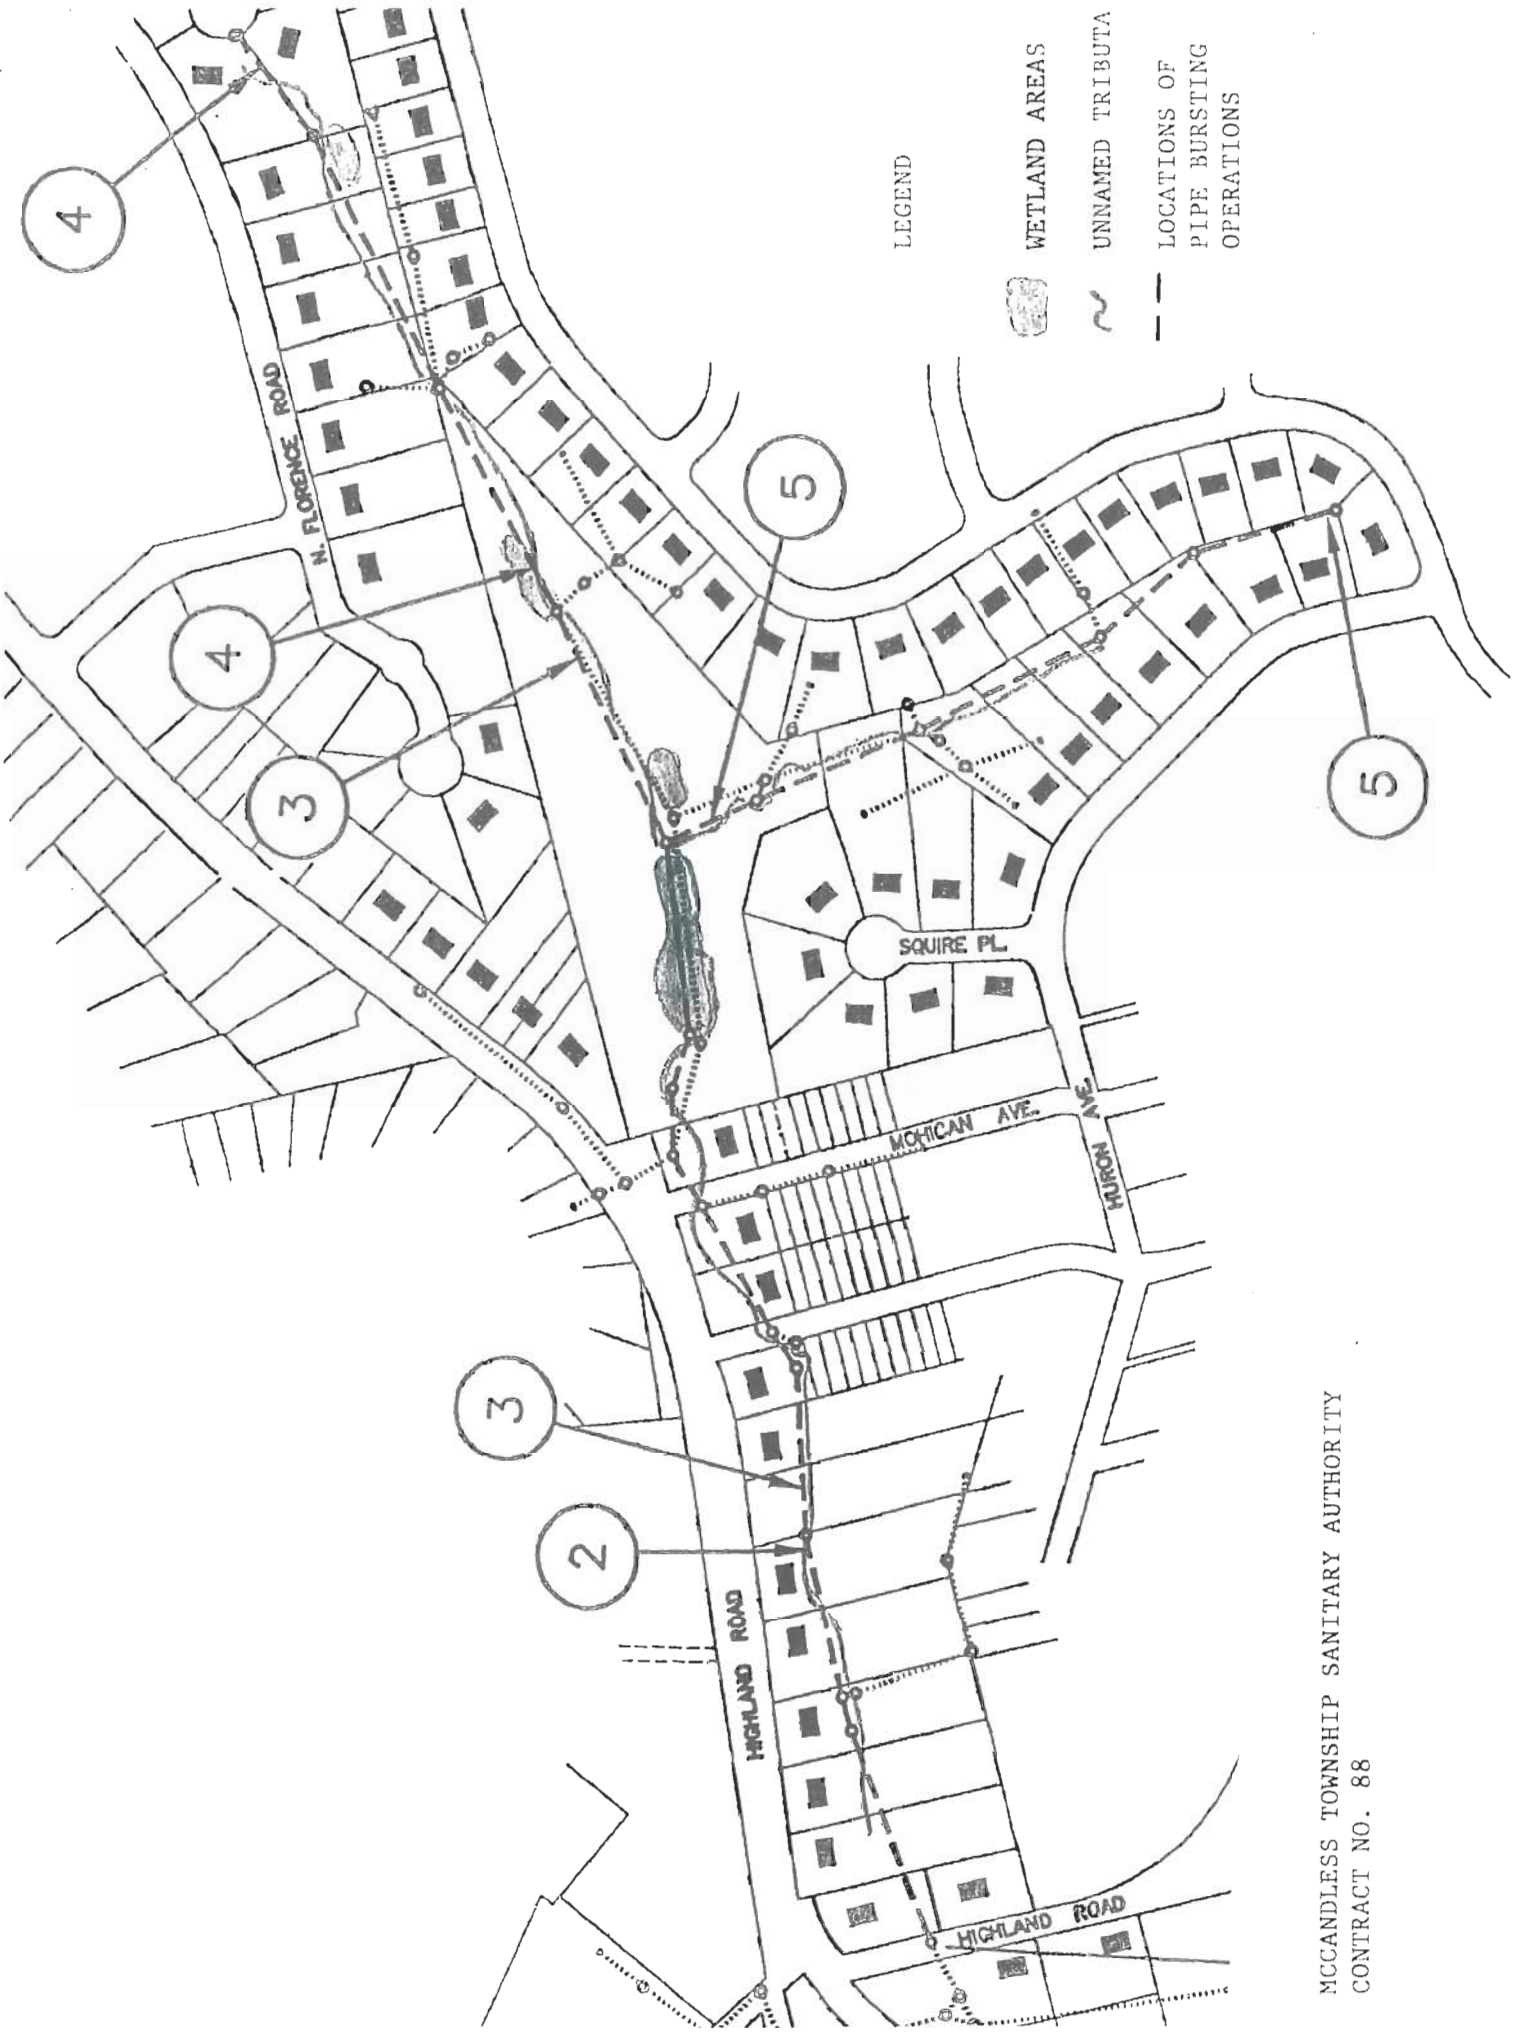 4
N. FLORENCE ROAD
4
3
5
5
SQUIRE PL.
MOHICAN AVE.
HURON AVE.
3
2
HIGHLAND ROAD
HIGHLAND ROAD
LEGEND
WETLAND AREAS
UNNAMED TRIBUTA
LOCATIONS OF
PIPE BURSTING
OPERATIONS
MCCANDLESS TOWNSHIP SANITARY AUTHORITY
CONTRACT NO. 88